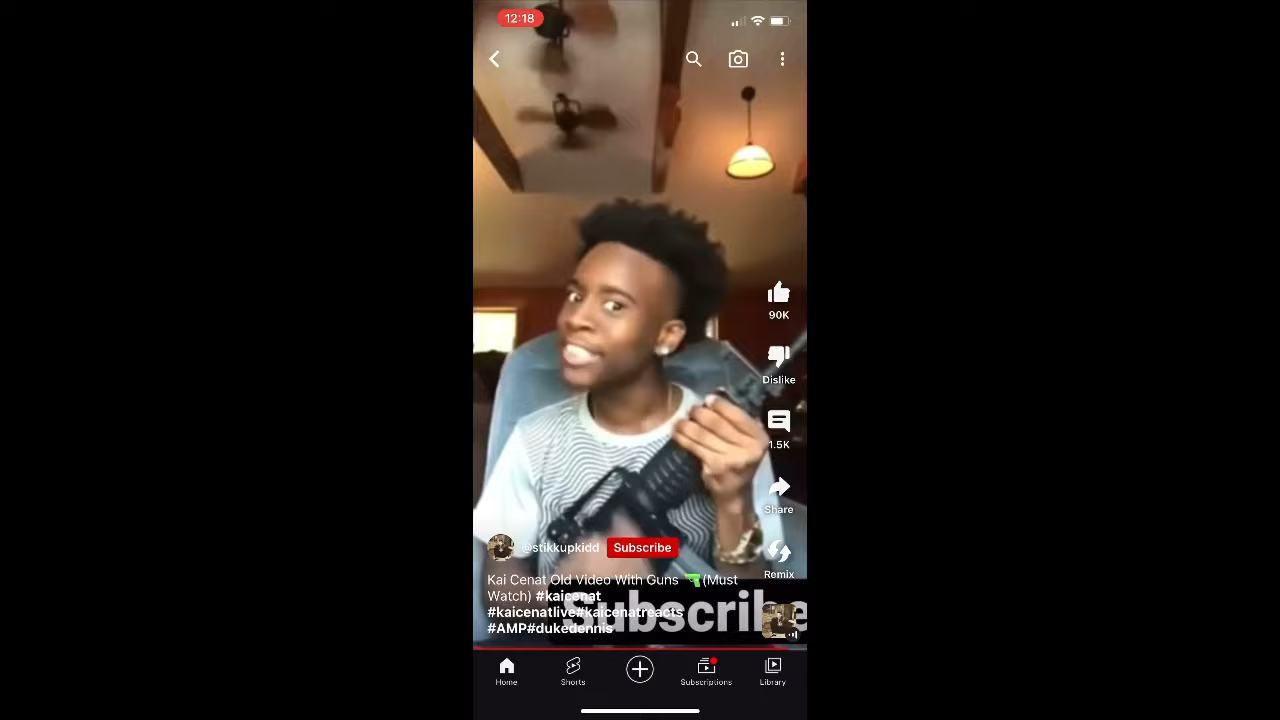 12:18
90K
Dislike
1.5K
Share
@stikkupkidd Subscribe
Remix
Kai Cenat Old Video With Guns 🔫(Must
Watch) #kaicenat
#kaicenatlive#kaicenatreacts
#AMP#dukedennis
Subscribe
Home
Shorts
Subscriptions
Library